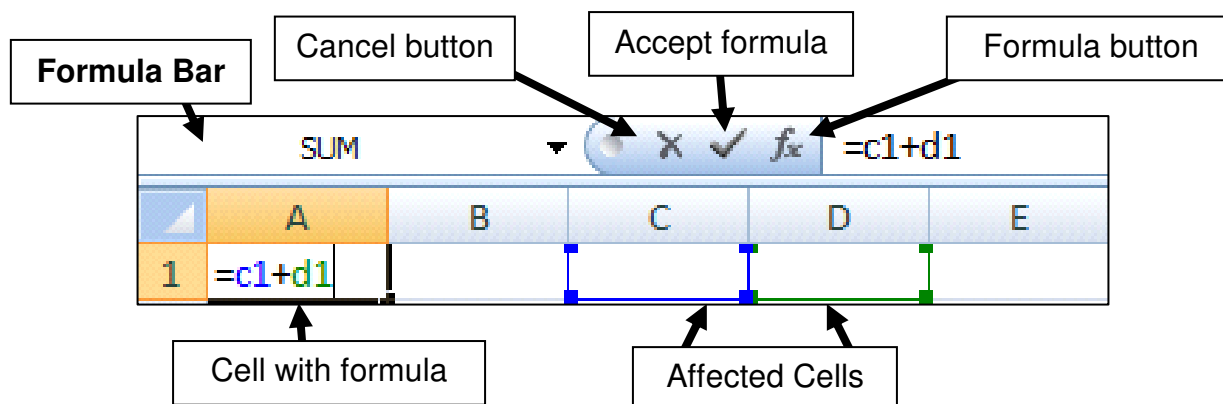 Formula Bar
Cancel button
Accept formula
Formula button
SUM
fx
=c1+d1
A B C D E
1 =c1+d1
Cell with formula
Affected Cells